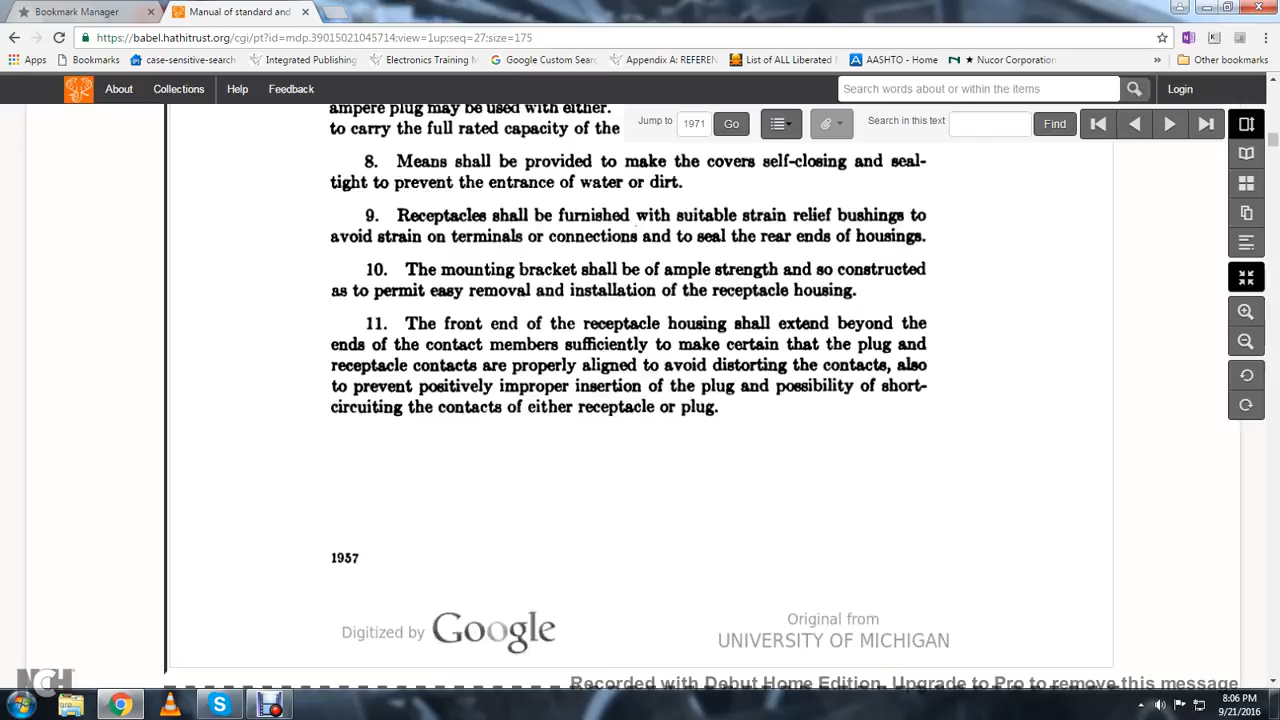 Bookmark Manager
Manual of standard and
https://babel.hathitrust.org/cgi/pt?id=mdp.39015021045714;view=1up;seq=27;size=175
Apps Bookmarks case-sensitive-search Integrated Publishing Electronics Training M Google Custom Sear Appendix A: REFEREN List of ALL Liberated AASHTO - Home Nucor Corporation » Other bookmarks
About Collections Help Feedback Search words about or within the items Login
ampere plug may be used with either.
to carry the full rated capacity of the
Jump to 1971 Go Search in this text Find
8. Means shall be provided to make the covers self-closing and seal-
tight to prevent the entrance of water or dirt.
9. Receptacles shall be furnished with suitable strain relief bushings to
avoid strain on terminals or connections and to seal the rear ends of housings.
10. The mounting bracket shall be of ample strength and so constructed
as to permit easy removal and installation of the receptacle housing.
11. The front end of the receptacle housing shall extend beyond the
ends of the contact members sufficiently to make certain that the plug and
receptacle contacts are properly aligned to avoid distorting the contacts, also
to prevent positively improper insertion of the plug and possibility of short-
circuiting the contacts of either receptacle or plug.
1957
Digitized by Google
Original from
UNIVERSITY OF MICHIGAN
NCH
Recorded with Debut Home Edition. Upgrade to Pro to remove this message
8:06 PM
9/21/2016